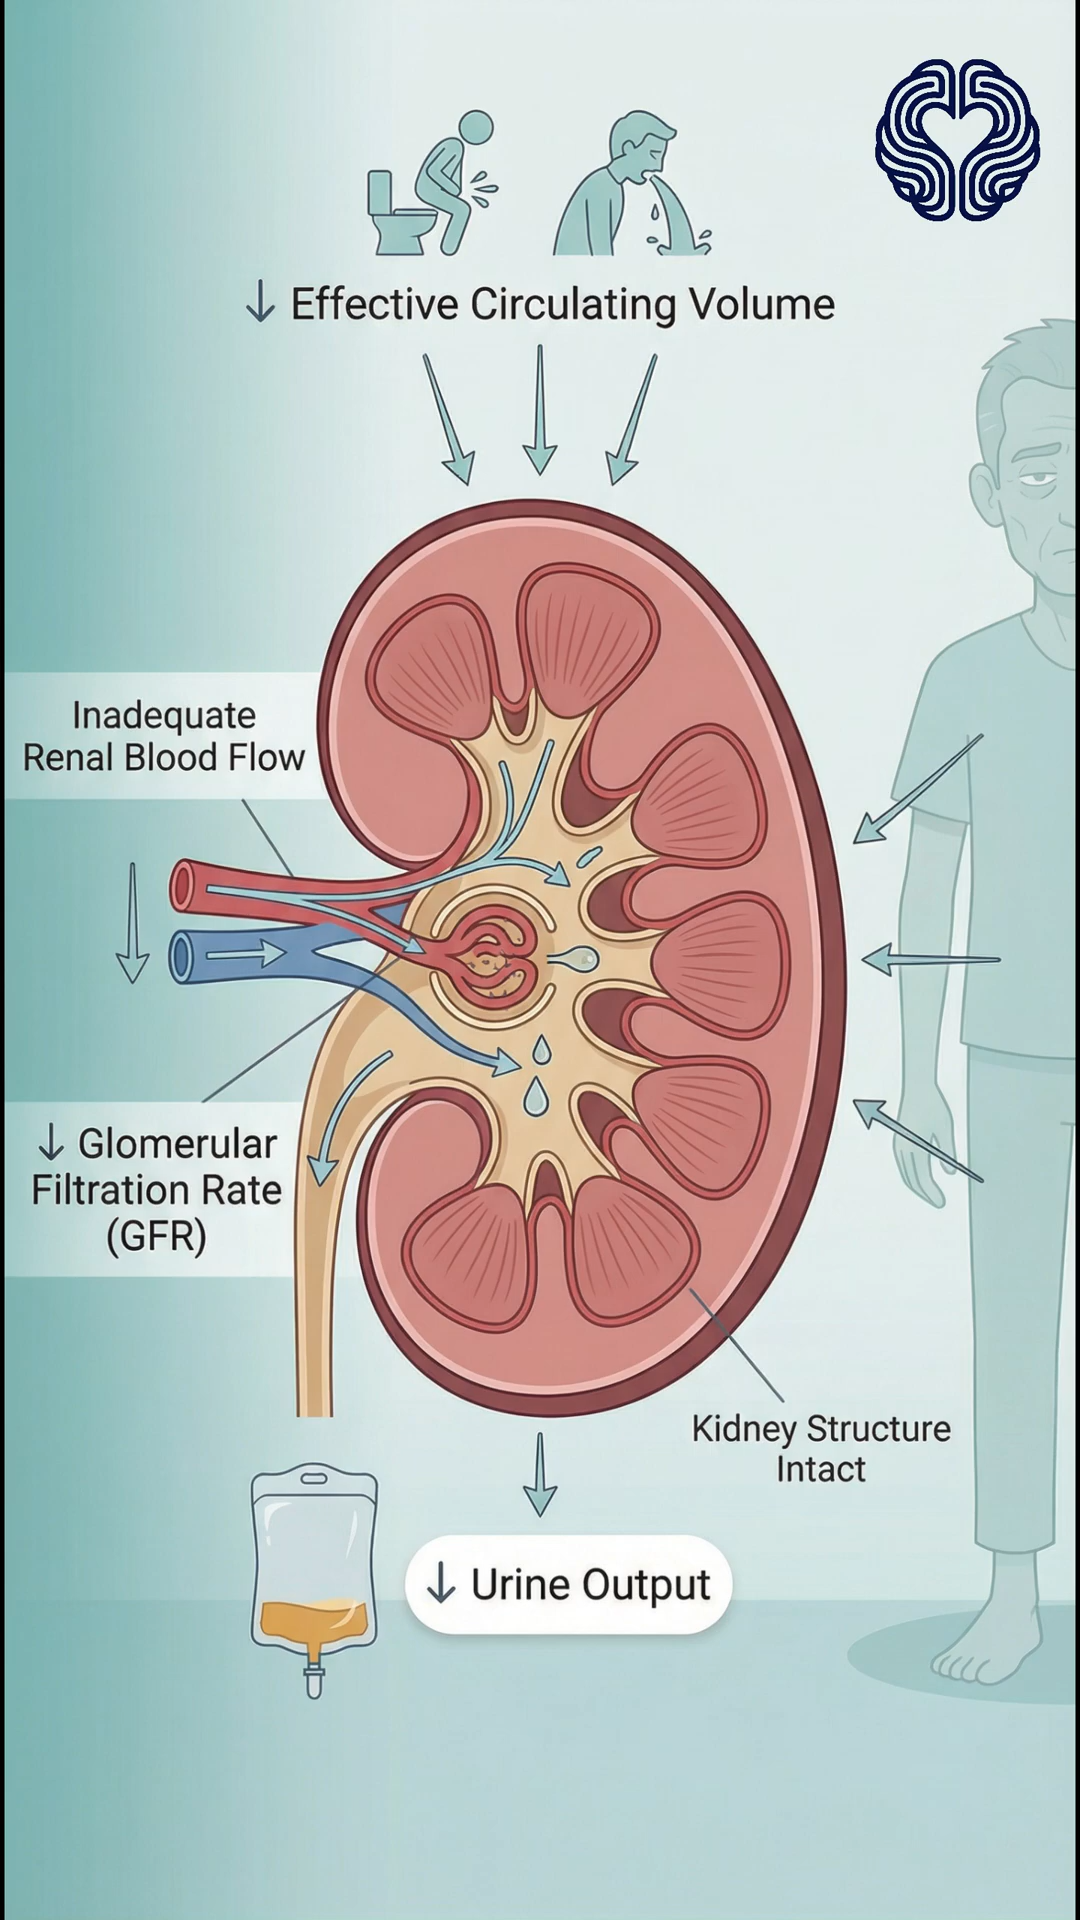 ↓ Effective Circulating Volume
Inadequate
Renal Blood Flow
↓ Glomerular
Filtration Rate
(GFR)
Kidney Structure
Intact
↓ Urine Output